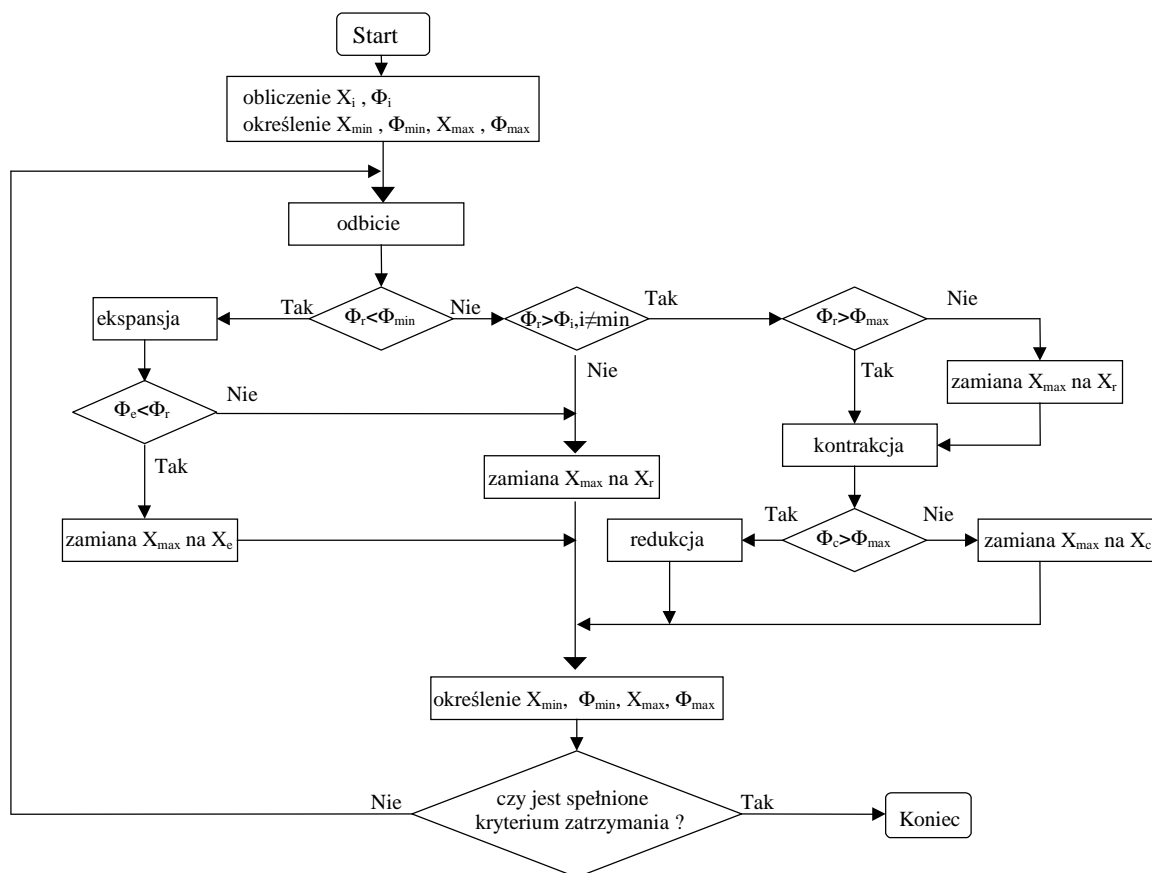 Start
obliczenie Xi , Φi
określenie Xmin , Φmin, Xmax , Φmax
odbicie
Tak
Φr<Φmin
Nie
Φr>Φi,i≠min
Tak
Φr>Φmax
Nie
ekspansja
Nie
Tak
zamiana Xmax na Xr
Φe<Φr
Nie
kontrakcja
Tak
zamiana Xmax na Xr
zamiana Xmax na Xe
redukcja
Tak
Φc>Φmax
Nie
zamiana Xmax na Xc
określenie Xmin, Φmin, Xmax, Φmax
Nie
czy jest spełnione
kryterium zatrzymania ?
Tak
Koniec